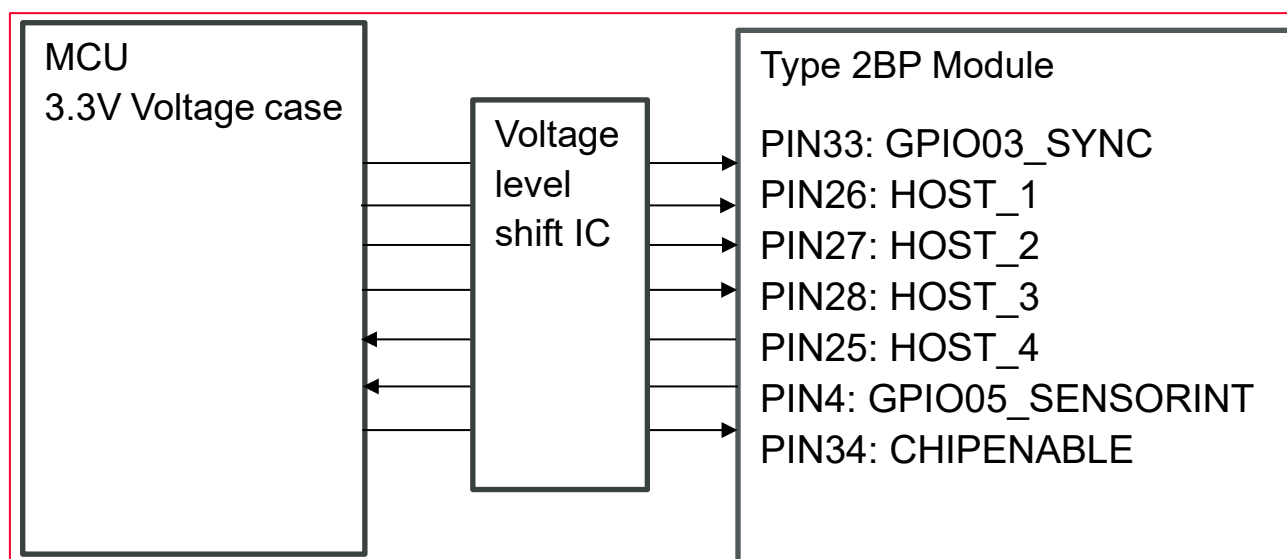 MCU
3.3V Voltage case
Voltage
level
shift IC
Type 2BP Module
PIN33: GPIO03_SYNC
PIN26: HOST_1
PIN27: HOST_2
PIN28: HOST_3
PIN25: HOST_4
PIN4: GPIO05_SENSORINT
PIN34: CHIPENABLE